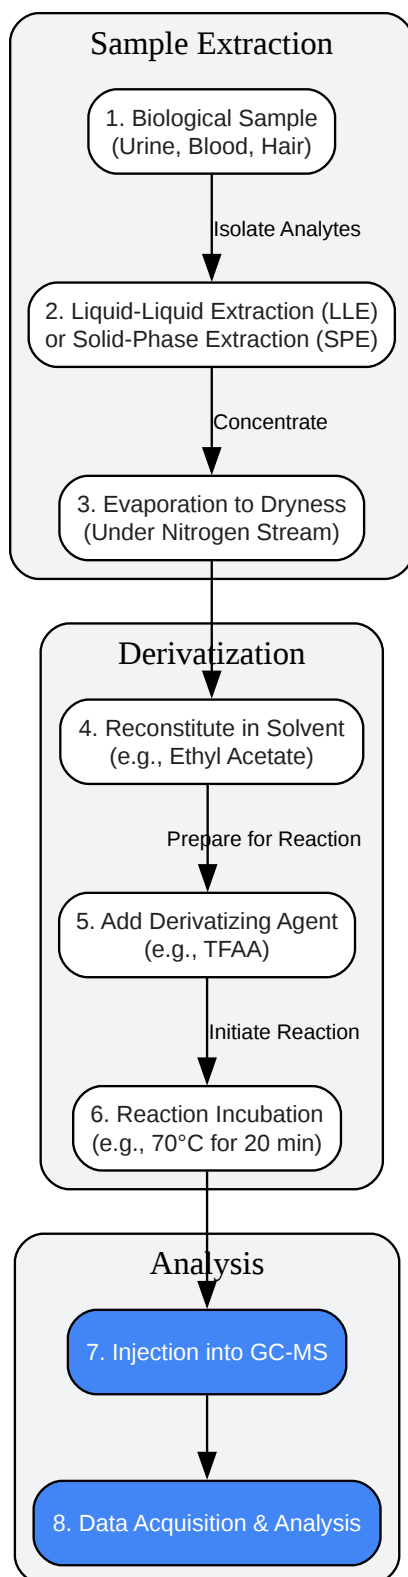 Sample Extraction
1. Biological Sample
(Urine, Blood, Hair)
Isolate Analytes
2. Liquid-Liquid Extraction (LLE)
or Solid-Phase Extraction (SPE)
Concentrate
3. Evaporation to Dryness
(Under Nitrogen Stream)
Derivatization
4. Reconstitute in Solvent
(e.g., Ethyl Acetate)
Prepare for Reaction
5. Add Derivatizing Agent
(e.g., TFAA)
Initiate Reaction
6. Reaction Incubation
(e.g., 70°C for 20 min)
Analysis
7. Injection into GC-MS
8. Data Acquisition & Analysis